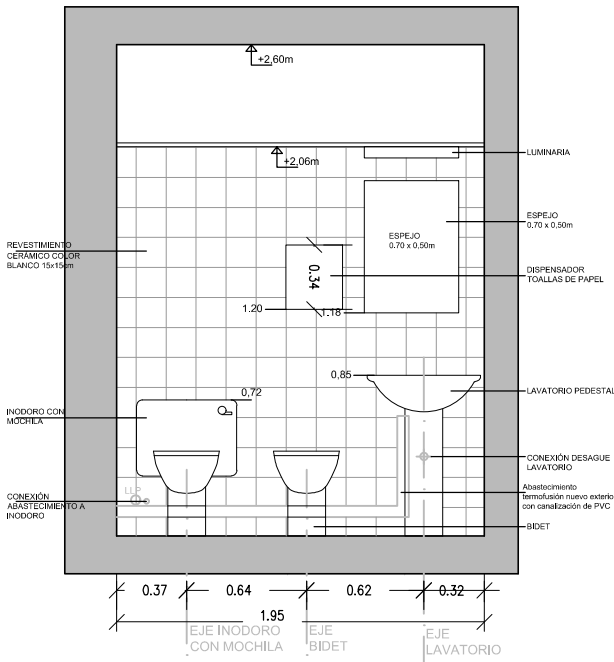 +2,60m
+2,06m
LUMINARIA
ESPEJO
0.70 x 0,50m
ESPEJO
0.70 x 0,50m
REVESTIMIENTO
CERÁMICO COLOR
BLANCO 15x15cm
DISPENSADOR
TOALLAS DE PAPEL
0.34
1.20
1.18
0,85
0,72
LAVATORIO PEDESTAL
INODORO CON
MOCHILA
CONEXIÓN DESAGUE
LAVATORIO
LLP
CONEXIÓN
ABASTECIMIENTO A
INODORO
Abastecimiento
termofusión nuevo exterio
con canalización de PVC
BIDET
0.37
0.64
0.62
0.32
1.95
EJE INODORO
CON MOCHILA
EJE
BIDET
EJE
LAVATORIO